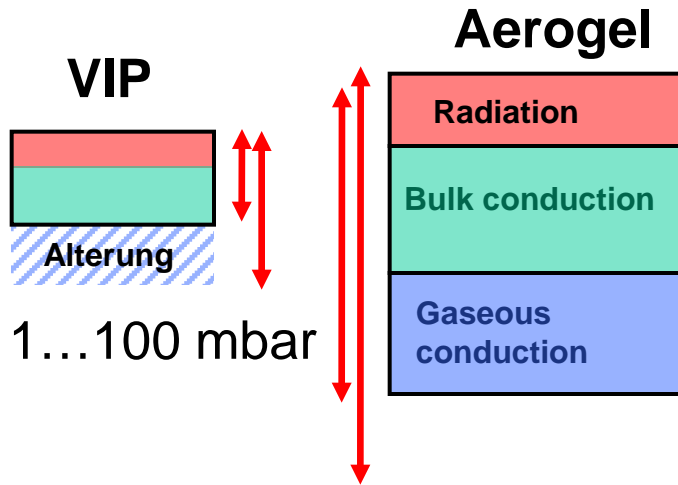 VIP
Alterung
1…100 mbar
Aerogel
Radiation
Bulk conduction
Gaseous
conduction